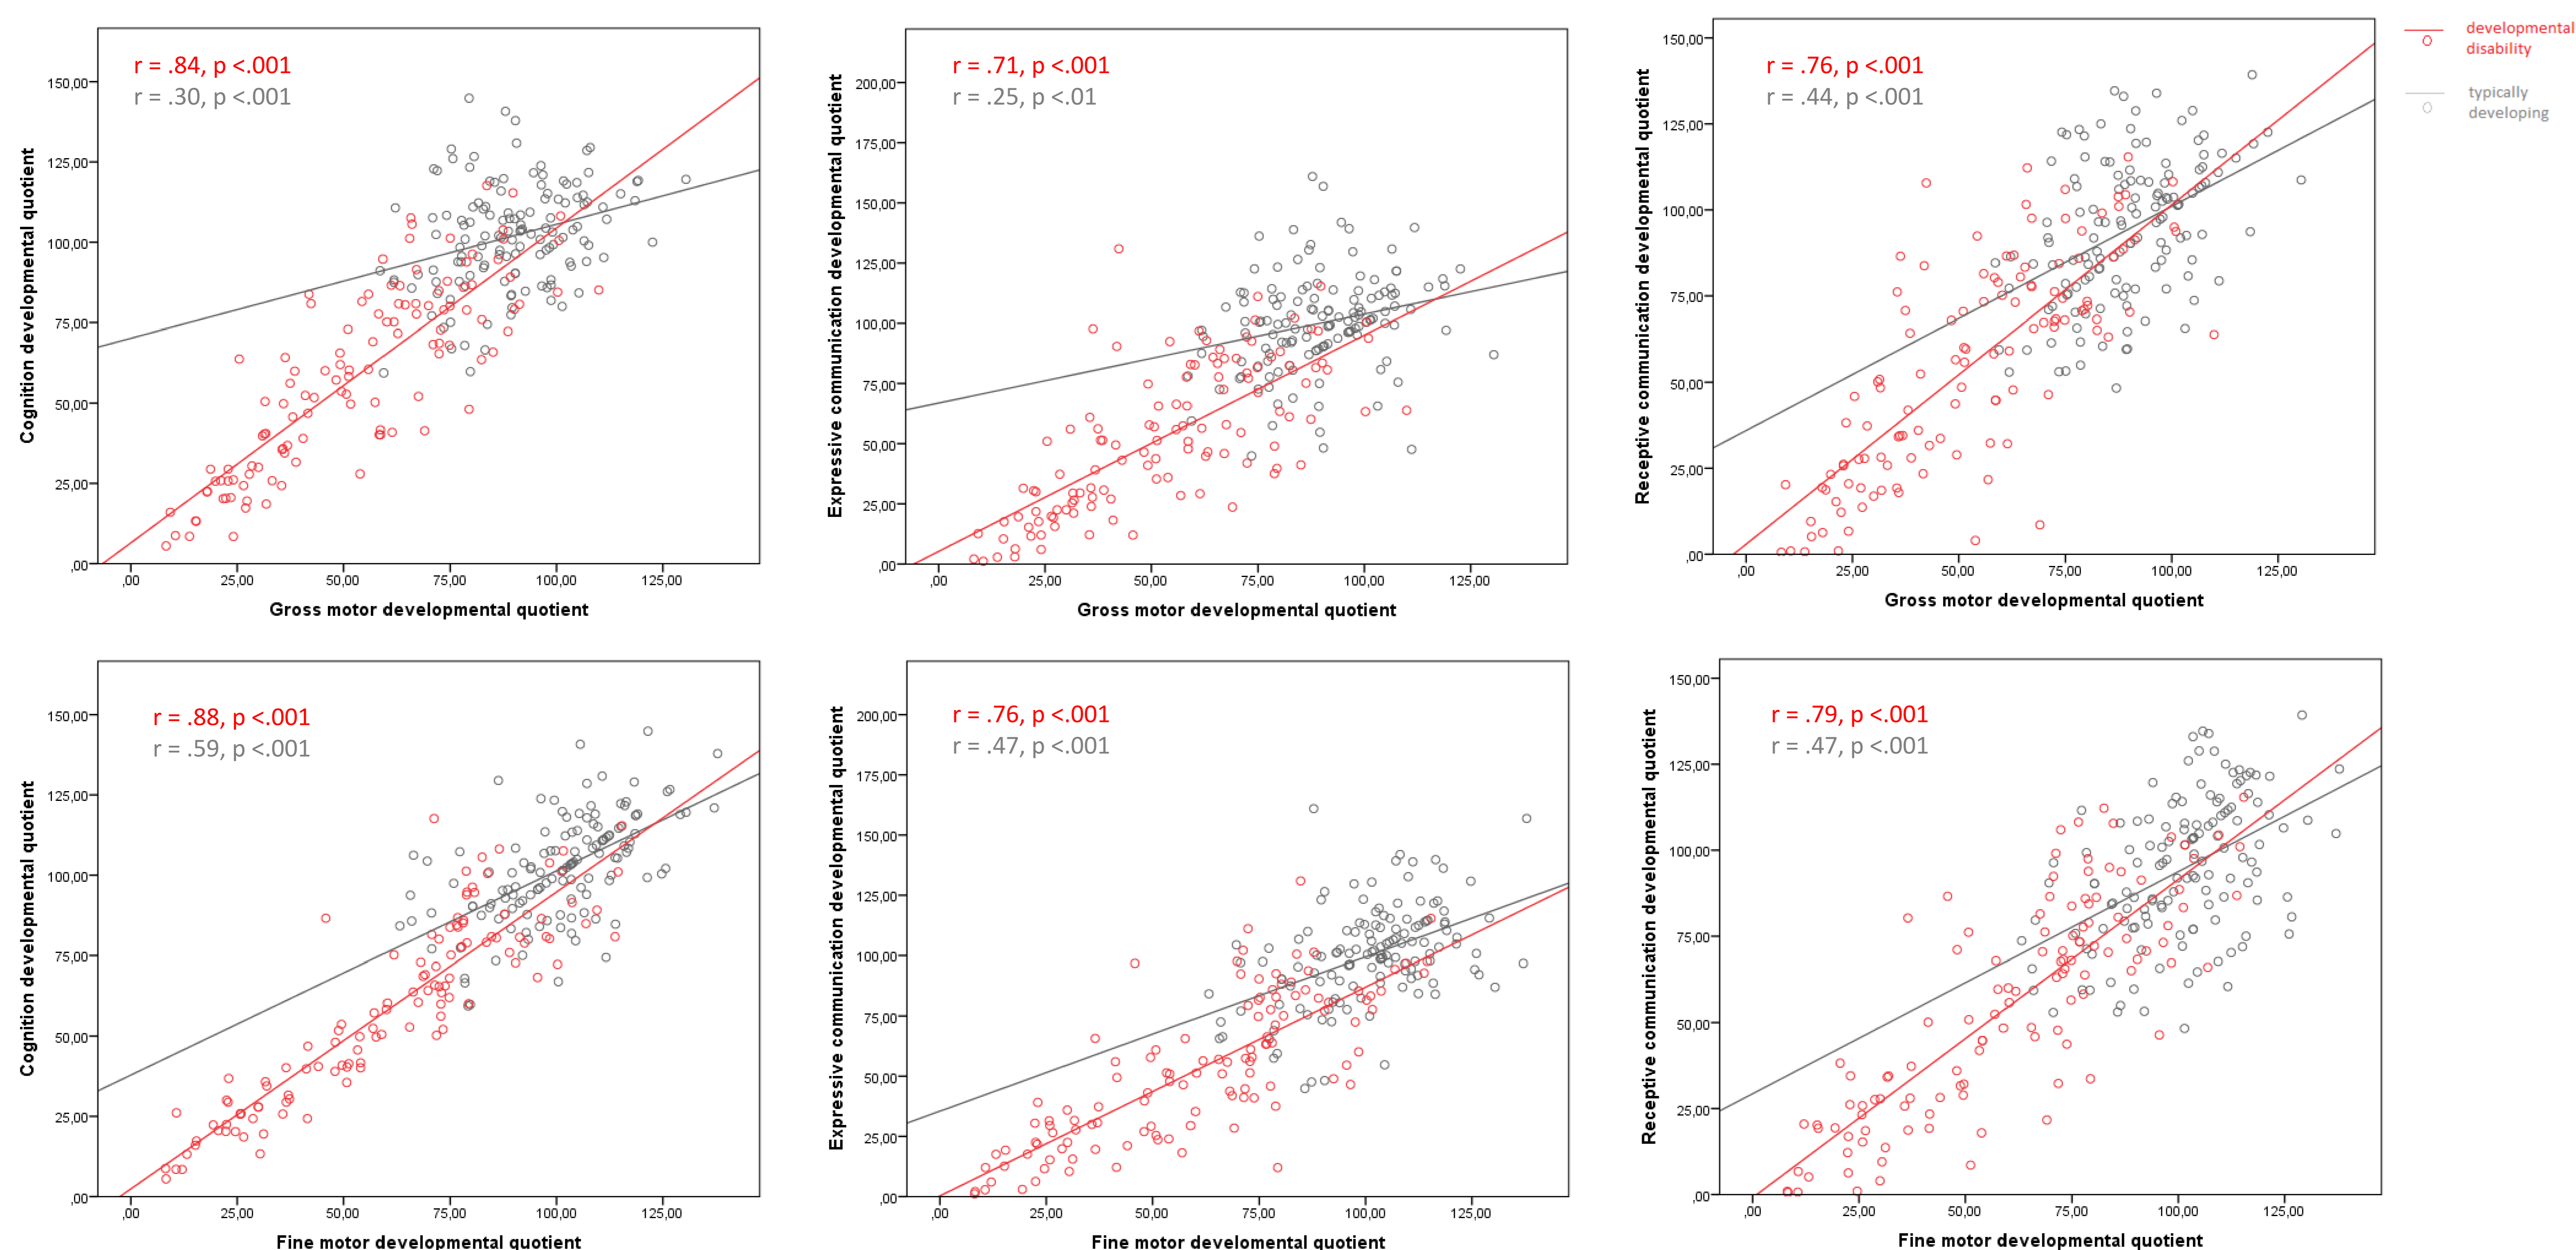 r = .84, p <.001
r = .30, p <.001
150,00
125,00
100,00
75,00
50,00
25,00
,00
Cognition developmental quotient
,00 25,00 50,00 75,00 100,00 125,00
Gross motor developmental quotient
r = .71, p <.001
r = .25, p <.01
200,00
175,00
150,00
125,00
100,00
75,00
50,00
25,00
,00
Expressive communication developmental quotient
,00 25,00 50,00 75,00 100,00 125,00
Gross motor developmental quotient
r = .76, p <.001
r = .44, p <.001
150,00
125,00
100,00
75,00
50,00
25,00
,00
Receptive communication developmental quotient
,00 25,00 50,00 75,00 100,00 125,00
Gross motor developmental quotient
developmental
disability
typically
developing
r = .88, p <.001
r = .59, p <.001
150,00
125,00
100,00
75,00
50,00
25,00
,00
Cognition developmental quotient
,00 25,00 50,00 75,00 100,00 125,00
Fine motor developmental quotient
r = .76, p <.001
r = .47, p <.001
200,00
175,00
150,00
125,00
100,00
75,00
50,00
25,00
,00
Expressive communication developmental quotient
,00 25,00 50,00 75,00 100,00 125,00
Fine motor develomental quotient
r = .79, p <.001
r = .47, p <.001
150,00
125,00
100,00
75,00
50,00
25,00
,00
Receptive communication developmental quotient
,00 25,00 50,00 75,00 100,00 125,00
Fine motor developmental quotient